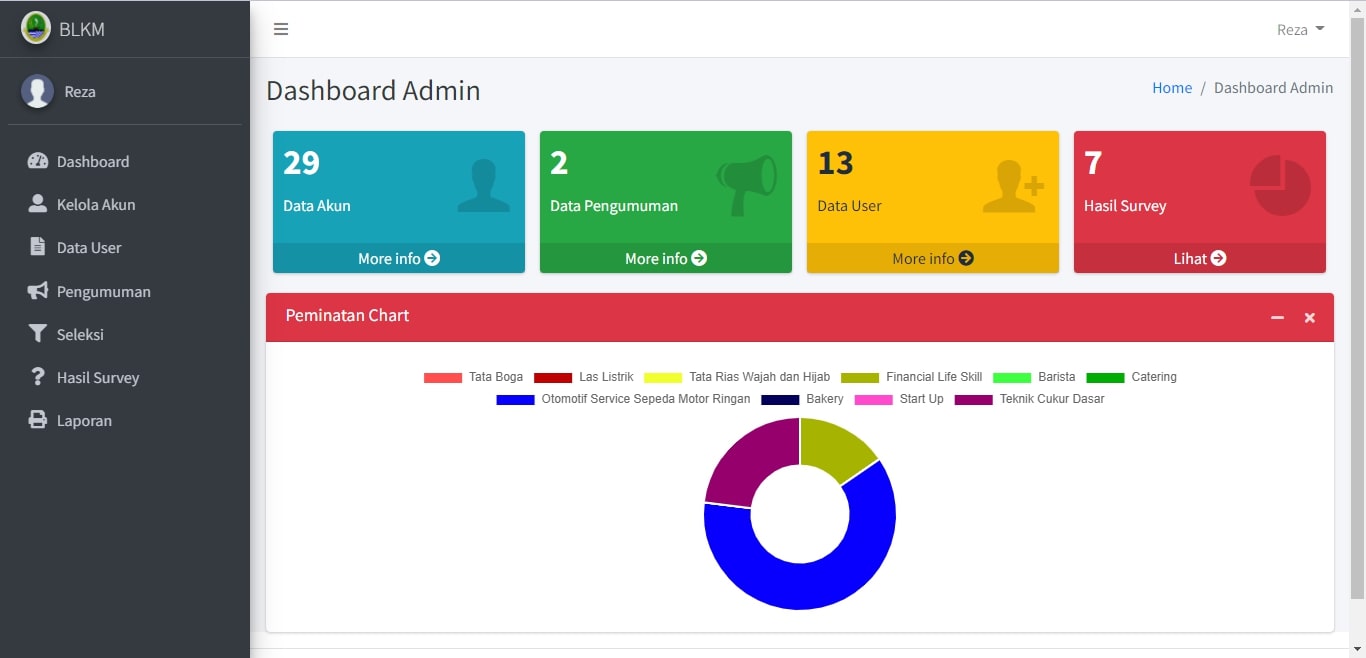 BLKM
Reza
Reza
Dashboard
Kelola Akun
Data User
Pengumuman
Seleksi
Hasil Survey
Laporan
Dashboard Admin
Home / Dashboard Admin
29
Data Akun
More info
2
Data Pengumuman
More info
13
Data User
More info
7
Hasil Survey
Lihat
Peminatan Chart
Tata Boga Las Listrik Tata Rias Wajah dan Hijab Financial Life Skill Barista Catering
Otomotif Service Sepeda Motor Ringan Bakery Start Up Teknik Cukur Dasar